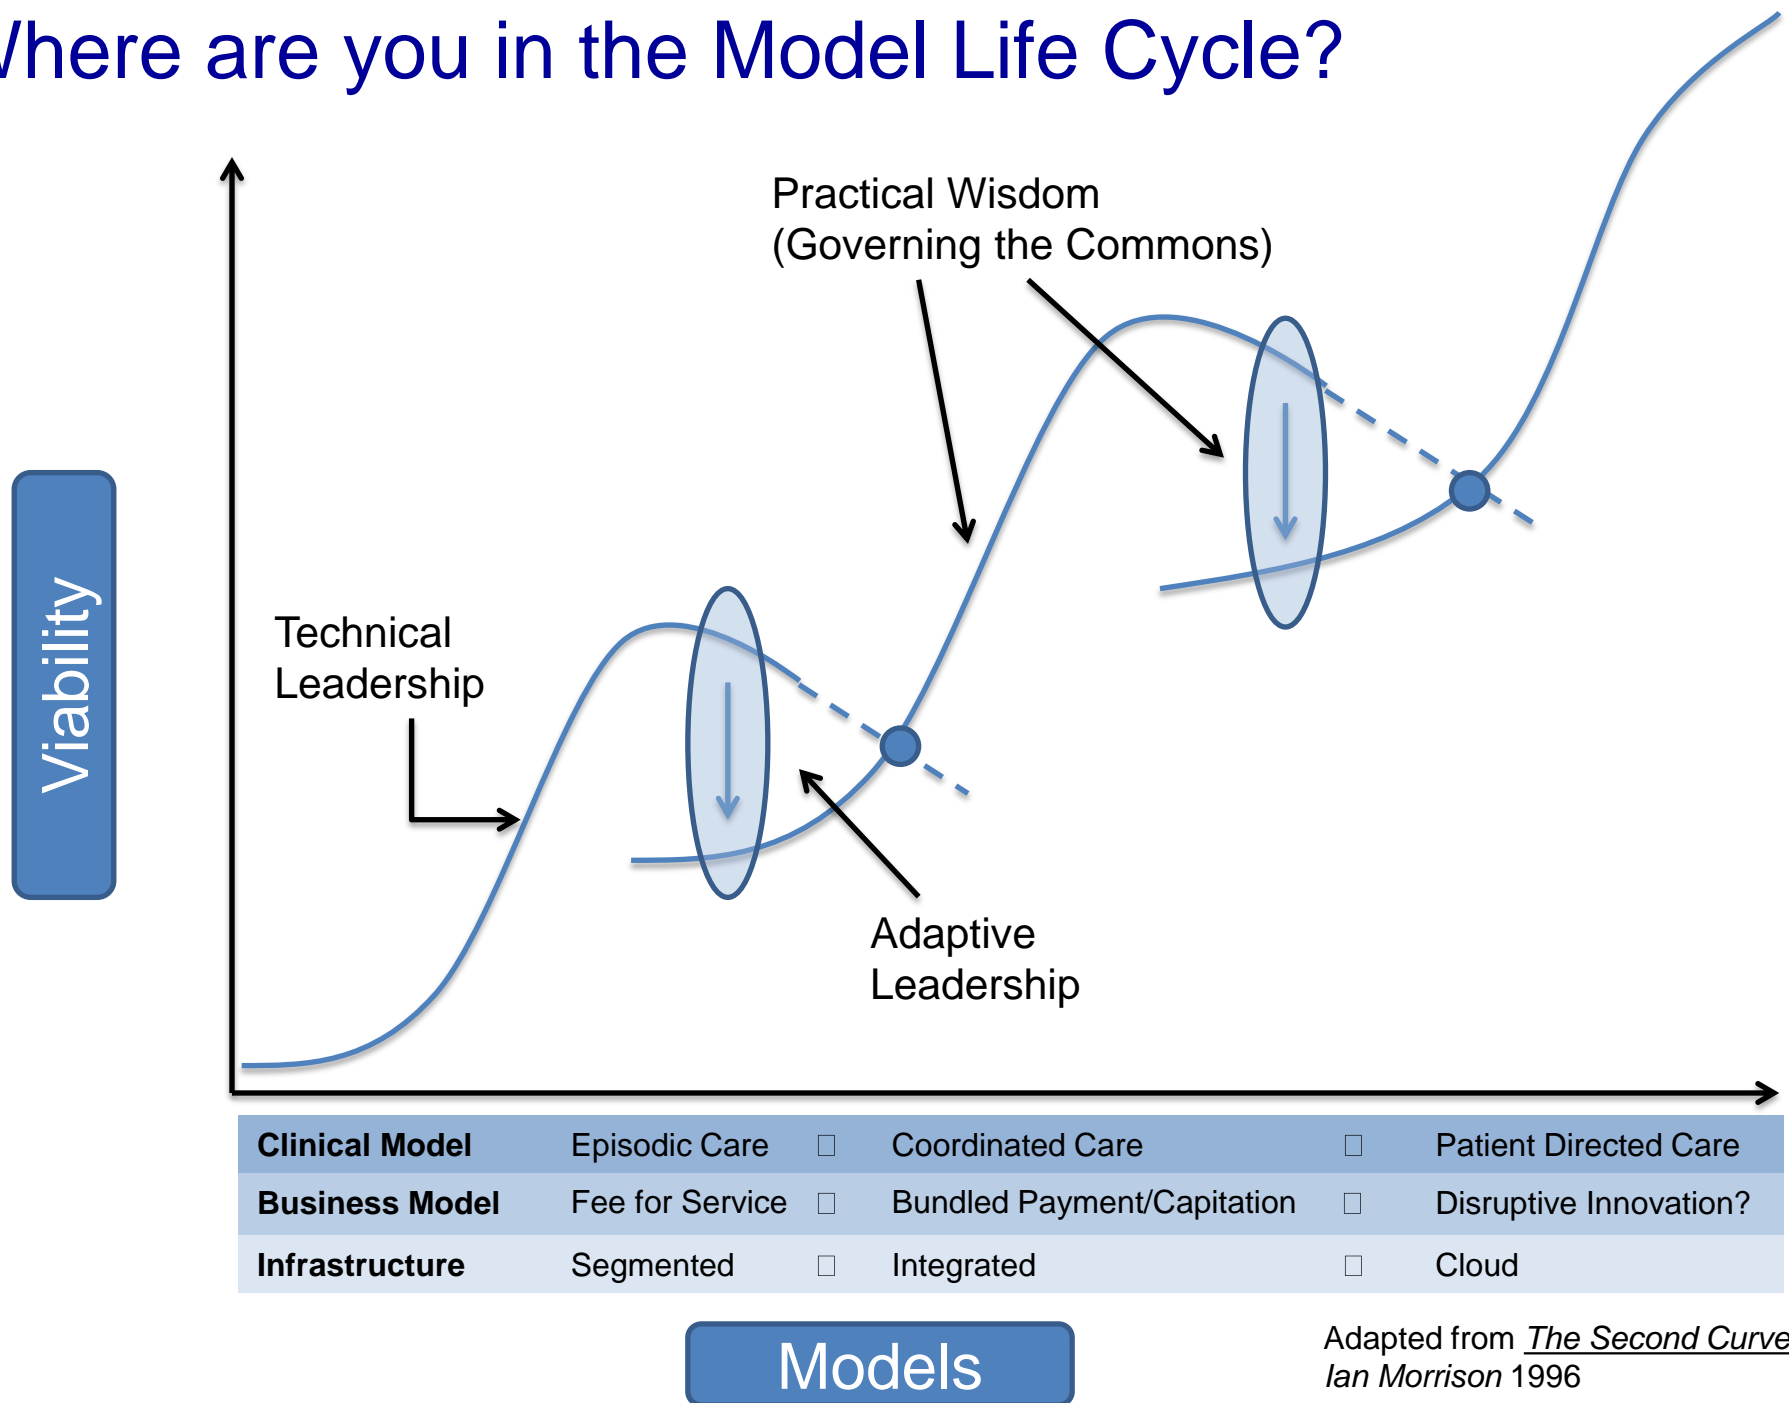 here are you in the Model Life Cycle?
Practical Wisdom
(Governing the Commons)
Technical
Leadership
Viability
Adaptive
Leadership
Clinical Model Episodic Care Coordinated Care Patient Directed Care
Business Model Fee for Service Bundled Payment/Capitation Disruptive Innovation?
Infrastructure Segmented Integrated Cloud
Models
Adapted from The Second Curve
Ian Morrison 1996